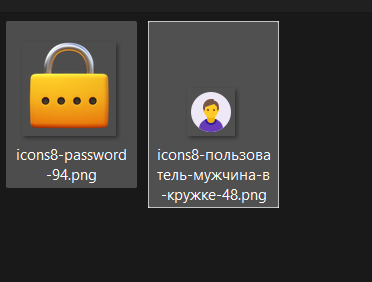 icons8-password
-94.png
icons8-пользова
тель-мужчина-в
-кружке-48.png